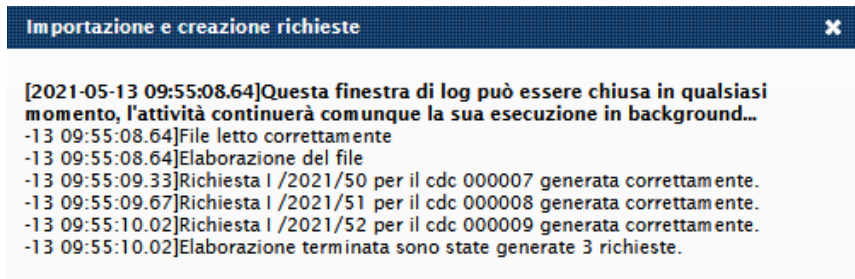 Importazione e creazione richieste
[2021-05-13 09:55:08.64]Questa finestra di log può essere chiusa in qualsiasi
momento, l'attività continuerà comunque la sua esecuzione in background...
-13 09:55:08.64]File letto correttamente
-13 09:55:08.64]Elaborazione del file
-13 09:55:09.33]Richiesta I /2021/50 per il cdc 000007 generata correttamente.
-13 09:55:09.67]Richiesta I /2021/51 per il cdc 000008 generata correttamente.
-13 09:55:10.02]Richiesta I /2021/52 per il cdc 000009 generata correttamente.
-13 09:55:10.02]Elaborazione terminata sono state generate 3 richieste.